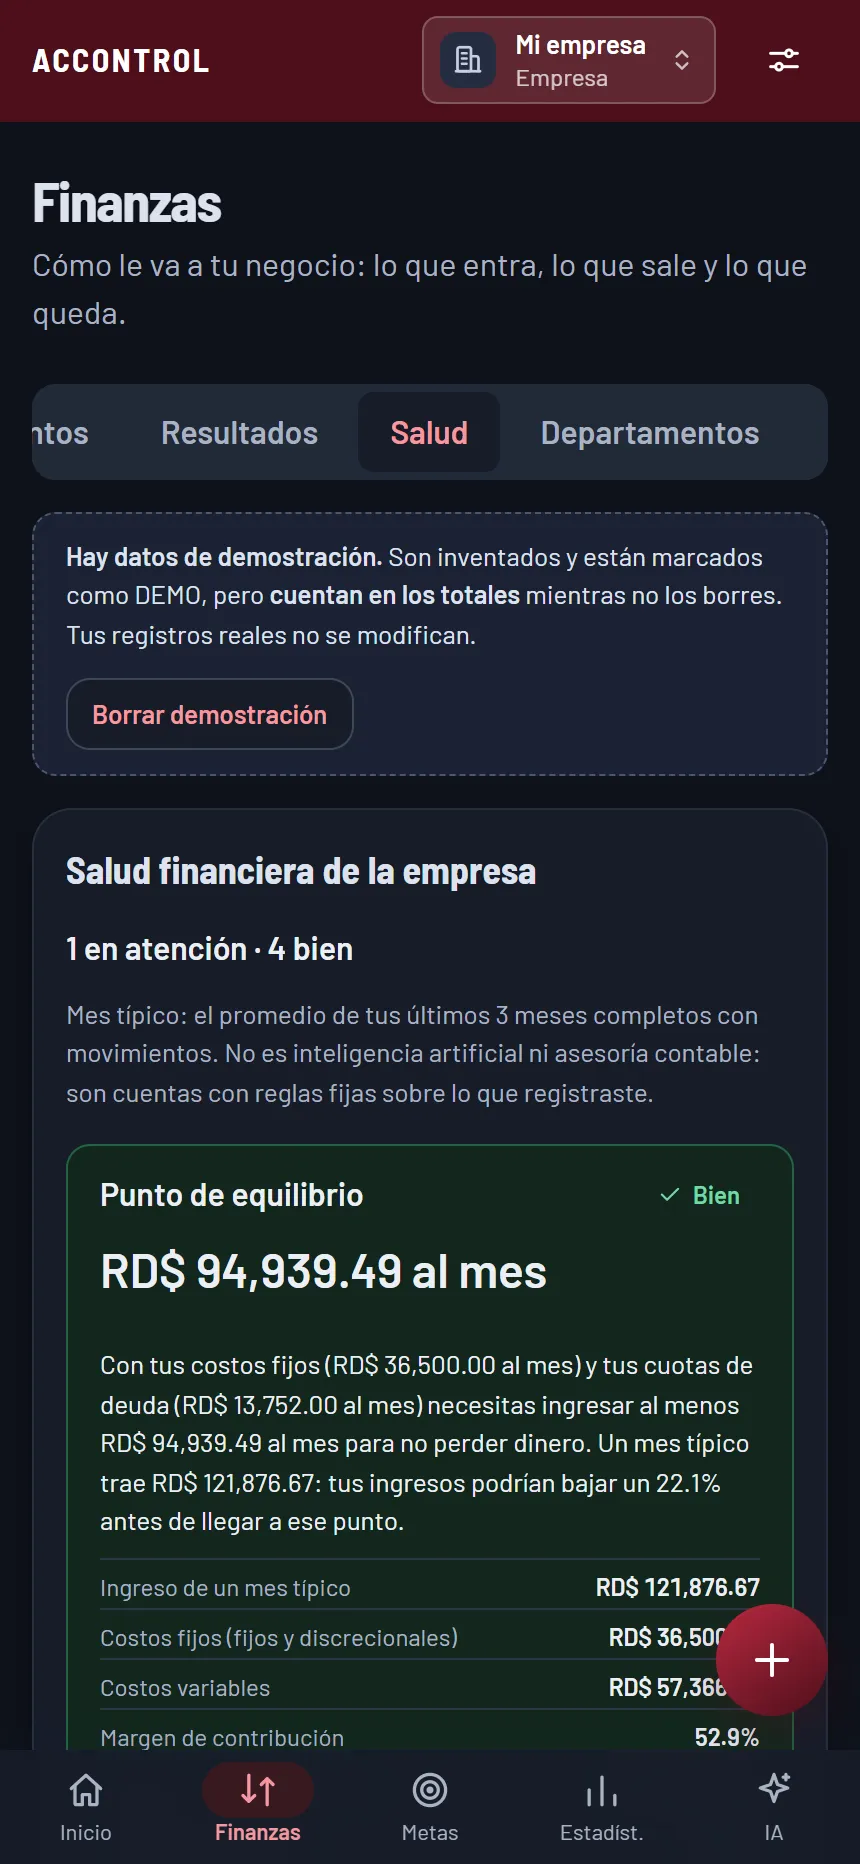 ACCONTROL
Mi empresa
Empresa
Finanzas
Cómo le va a tu negocio: lo que entra, lo que sale y lo que
queda.
ntos Resultados Salud Departamentos
Hay datos de demostración. Son inventados y están marcados
como DEMO, pero cuentan en los totales mientras no los borres.
Tus registros reales no se modifican.
Borrar demostración
Salud financiera de la empresa
1 en atención · 4 bien
Mes típico: el promedio de tus últimos 3 meses completos con
movimientos. No es inteligencia artificial ni asesoría contable:
son cuentas con reglas fijas sobre lo que registraste.
Punto de equilibrio Bien
RD$ 94,939.49 al mes
Con tus costos fijos (RD$ 36,500.00 al mes) y tus cuotas de
deuda (RD$ 13,752.00 al mes) necesitas ingresar al menos
RD$ 94,939.49 al mes para no perder dinero. Un mes típico
trae RD$ 121,876.67: tus ingresos podrían bajar un 22.1%
antes de llegar a ese punto.
Ingreso de un mes típico RD$ 121,876.67
Costos fijos (fijos y discrecionales) RD$ 36,500
Costos variables RD$ 57,366
Margen de contribución 52.9%
Inicio Finanzas Metas Estadíst. IA